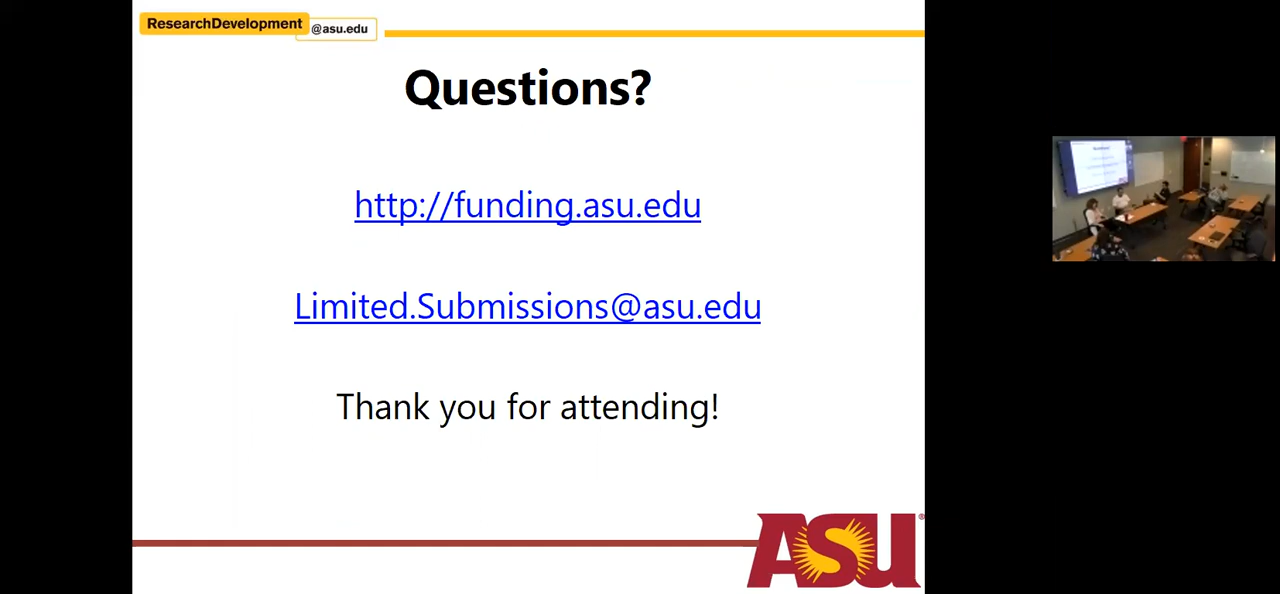 ResearchDevelopment
@asu.edu
Questions?
http://funding.asu.edu
Limited.Submissions@asu.edu
Thank you for attending!
ASU®